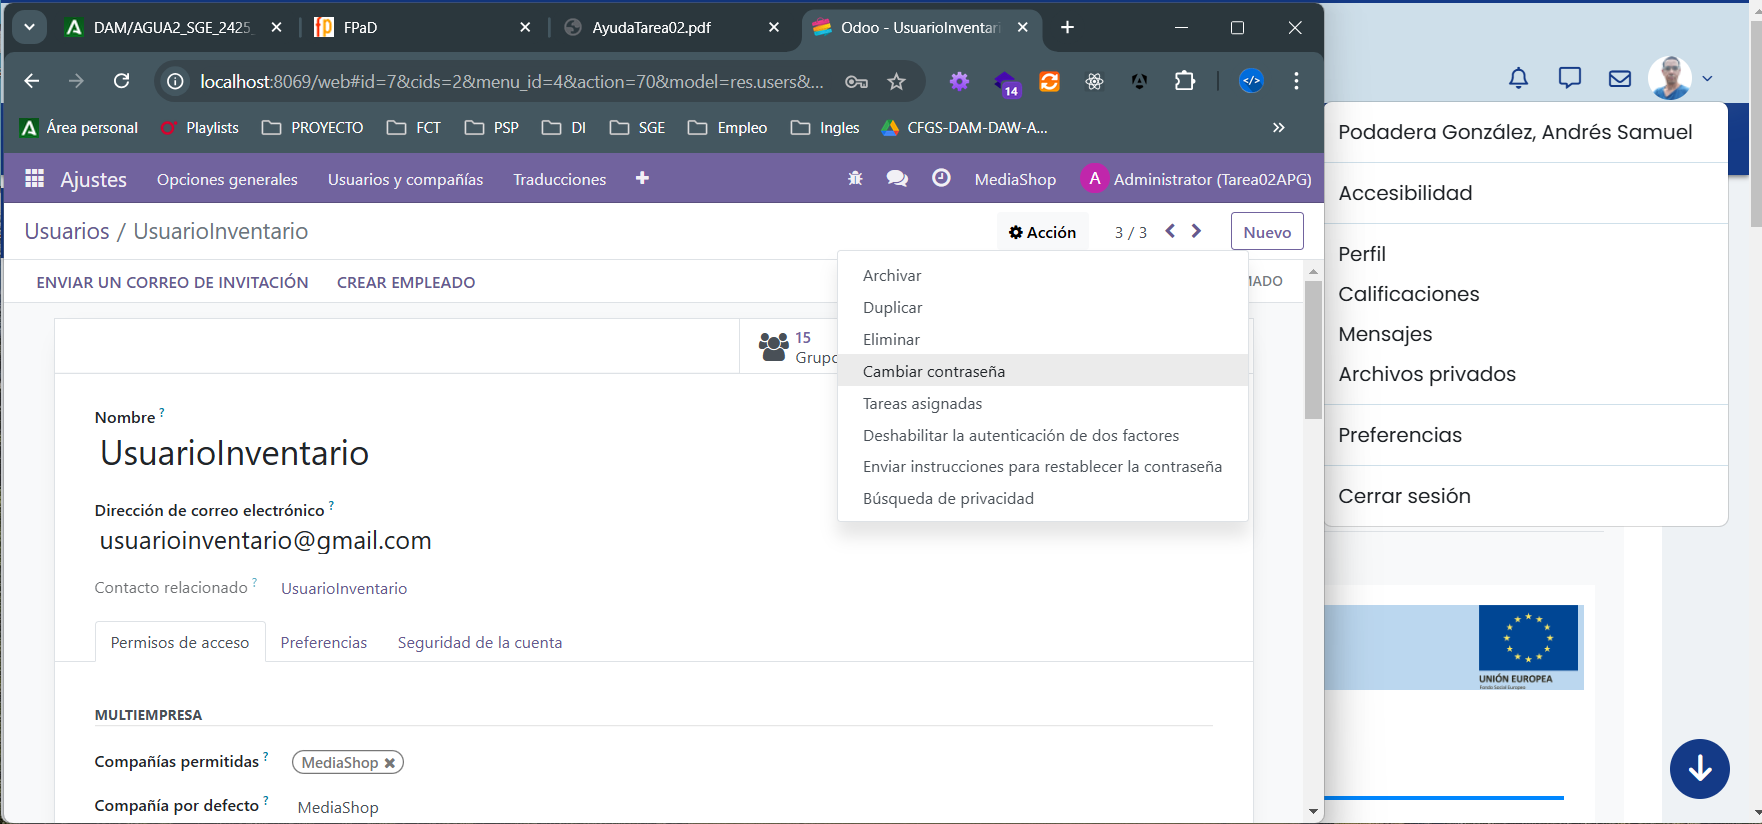 DAM/AGUA2_SGE_2425_
FPaD
AyudaTarea02.pdf
Odoo - UsuarioInventari
localhost:8069/web#id=7&cids=2&menu_id=4&action=70&model=res.users&...
14
Área personal
Playlists
PROYECTO
FCT
PSP
DI
SGE
Empleo
Ingles
CFGS-DAM-DAW-A...
Ajustes
Opciones generales
Usuarios y compañías
Traducciones
MediaShop
A
Administrator (Tarea02APG)
Usuarios / UsuarioInventario
Acción
3 / 3
Nuevo
ENVIAR UN CORREO DE INVITACIÓN
CREAR EMPLEADO
MADO
Archivar
Duplicar
Eliminar
Cambiar contraseña
Tareas asignadas
Deshabilitar la autenticación de dos factores
Enviar instrucciones para restablecer la contraseña
Búsqueda de privacidad
15
Grupo
Nombre ?
UsuarioInventario
Dirección de correo electrónico ?
usuarioinventario@gmail.com
Contacto relacionado ?
UsuarioInventario
Permisos de acceso
Preferencias
Seguridad de la cuenta
MULTIEMPRESA
Compañías permitidas ?
MediaShop
Compañía por defecto ?
MediaShop
Podadera González, Andrés Samuel
Accesibilidad
Perfil
Calificaciones
Mensajes
Archivos privados
Preferencias
Cerrar sesión
UNIÓN EUROPEA
Fondo Social Europeo